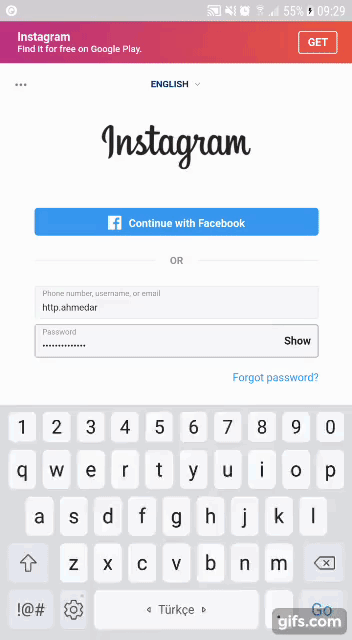 55% 09:29
Instagram
Find it for free on Google Play.
GET
ENGLISH
Instagram
Continue with Facebook
OR
Phone number, username, or email
http.ahmedar
Password
••••••••••••••
Show
Forgot password?
1 2 3 4 5 6 7 8 9 0
q w e r t y u i o p
a s d f g h j k l
z x c v b n m
!@# Türkçe . Go
gifs.com